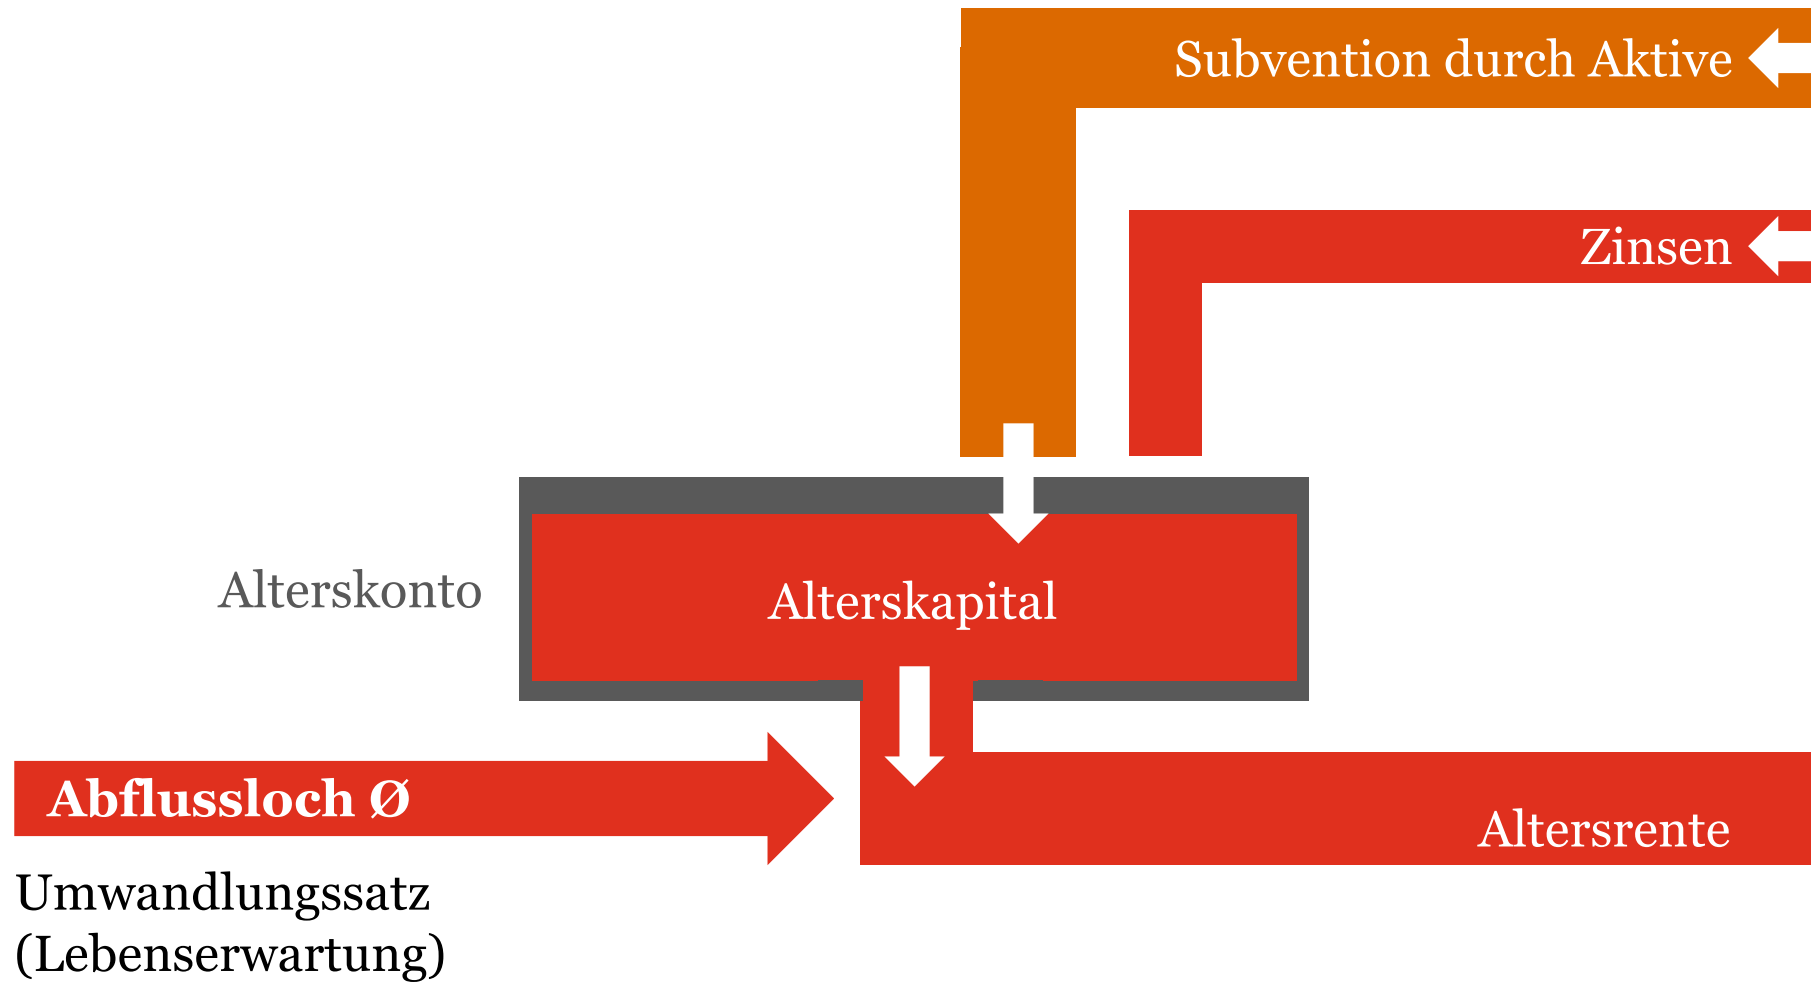 Subvention durch Aktive
Zinsen
Alterskonto
Alterskapital
Abflussloch Ø
Altersrente
Umwandlungssatz
(Lebenserwartung)